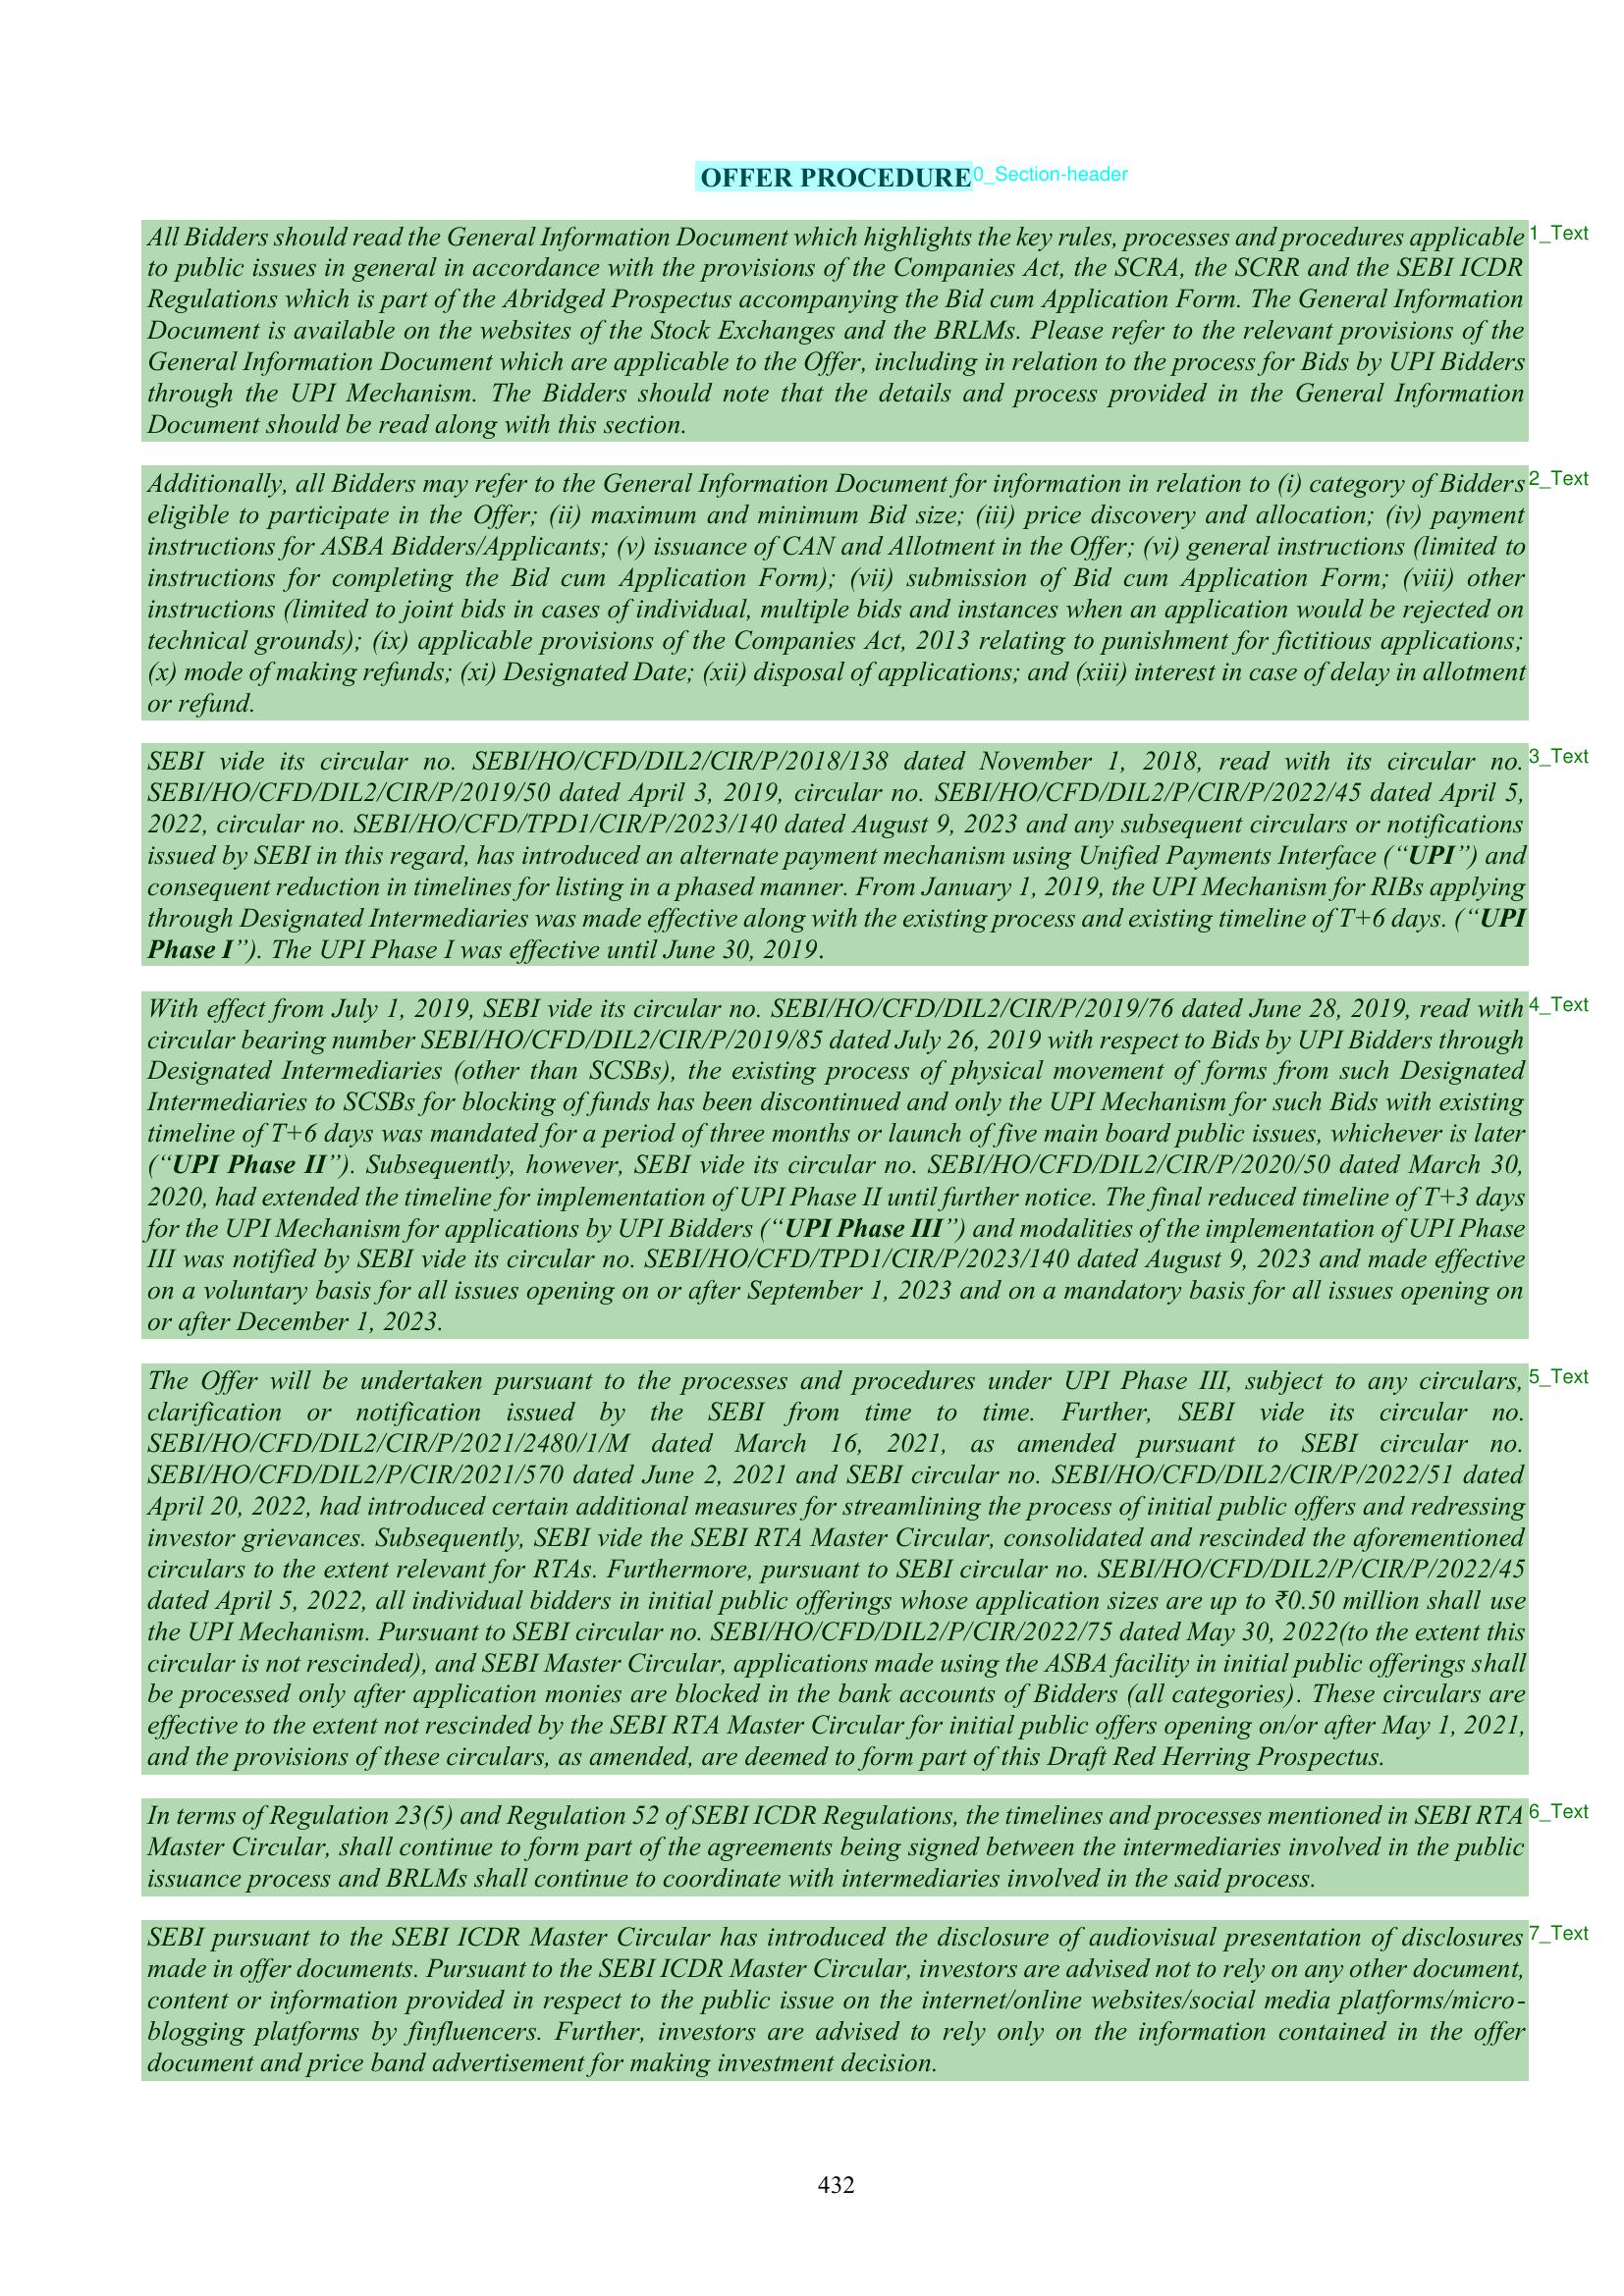 OFFER PROCEDURE 0_Section-header
All Bidders should read the General Information Document which highlights the key rules, processes and procedures applicable 1_Text
to public issues in general in accordance with the provisions of the Companies Act, the SCRA, the SCRR and the SEBI ICDR
Regulations which is part of the Abridged Prospectus accompanying the Bid cum Application Form. The General Information
Document is available on the websites of the Stock Exchanges and the BRLMs. Please refer to the relevant provisions of the
General Information Document which are applicable to the Offer, including in relation to the process for Bids by UPI Bidders
through the UPI Mechanism. The Bidders should note that the details and process provided in the General Information
Document should be read along with this section.
Additionally, all Bidders may refer to the General Information Document for information in relation to (i) category of Bidders 2_Text
eligible to participate in the Offer; (ii) maximum and minimum Bid size; (iii) price discovery and allocation; (iv) payment
instructions for ASBA Bidders/Applicants; (v) issuance of CAN and Allotment in the Offer; (vi) general instructions (limited to
instructions for completing the Bid cum Application Form); (vii) submission of Bid cum Application Form; (viii) other
instructions (limited to joint bids in cases of individual, multiple bids and instances when an application would be rejected on
technical grounds); (ix) applicable provisions of the Companies Act, 2013 relating to punishment for fictitious applications;
(x) mode of making refunds; (xi) Designated Date; (xii) disposal of applications; and (xiii) interest in case of delay in allotment
or refund.
SEBI vide its circular no. SEBI/HO/CFD/DIL2/CIR/P/2018/138 dated November 1, 2018, read with its circular no. 3_Text
SEBI/HO/CFD/DIL2/CIR/P/2019/50 dated April 3, 2019, circular no. SEBI/HO/CFD/DIL2/P/CIR/P/2022/45 dated April 5,
2022, circular no. SEBI/HO/CFD/TPD1/CIR/P/2023/140 dated August 9, 2023 and any subsequent circulars or notifications
issued by SEBI in this regard, has introduced an alternate payment mechanism using Unified Payments Interface (“UPI”) and
consequent reduction in timelines for listing in a phased manner. From January 1, 2019, the UPI Mechanism for RIBs applying
through Designated Intermediaries was made effective along with the existing process and existing timeline of T+6 days. (“UPI
Phase I”). The UPI Phase I was effective until June 30, 2019.
With effect from July 1, 2019, SEBI vide its circular no. SEBI/HO/CFD/DIL2/CIR/P/2019/76 dated June 28, 2019, read with 4_Text
circular bearing number SEBI/HO/CFD/DIL2/CIR/P/2019/85 dated July 26, 2019 with respect to Bids by UPI Bidders through
Designated Intermediaries (other than SCSBs), the existing process of physical movement of forms from such Designated
Intermediaries to SCSBs for blocking of funds has been discontinued and only the UPI Mechanism for such Bids with existing
timeline of T+6 days was mandated for a period of three months or launch of five main board public issues, whichever is later
(“UPI Phase II”). Subsequently, however, SEBI vide its circular no. SEBI/HO/CFD/DIL2/CIR/P/2020/50 dated March 30,
2020, had extended the timeline for implementation of UPI Phase II until further notice. The final reduced timeline of T+3 days
for the UPI Mechanism for applications by UPI Bidders (“UPI Phase III”) and modalities of the implementation of UPI Phase
III was notified by SEBI vide its circular no. SEBI/HO/CFD/TPD1/CIR/P/2023/140 dated August 9, 2023 and made effective
on a voluntary basis for all issues opening on or after September 1, 2023 and on a mandatory basis for all issues opening on
or after December 1, 2023.
The Offer will be undertaken pursuant to the processes and procedures under UPI Phase III, subject to any circulars, 5_Text
clarification or notification issued by the SEBI from time to time. Further, SEBI vide its circular no.
SEBI/HO/CFD/DIL2/CIR/P/2021/2480/1/M dated March 16, 2021, as amended pursuant to SEBI circular no.
SEBI/HO/CFD/DIL2/P/CIR/2021/570 dated June 2, 2021 and SEBI circular no. SEBI/HO/CFD/DIL2/CIR/P/2022/51 dated
April 20, 2022, had introduced certain additional measures for streamlining the process of initial public offers and redressing
investor grievances. Subsequently, SEBI vide the SEBI RTA Master Circular, consolidated and rescinded the aforementioned
circulars to the extent relevant for RTAs. Furthermore, pursuant to SEBI circular no. SEBI/HO/CFD/DIL2/P/CIR/P/2022/45
dated April 5, 2022, all individual bidders in initial public offerings whose application sizes are up to ₹0.50 million shall use
the UPI Mechanism. Pursuant to SEBI circular no. SEBI/HO/CFD/DIL2/P/CIR/2022/75 dated May 30, 2022(to the extent this
circular is not rescinded), and SEBI Master Circular, applications made using the ASBA facility in initial public offerings shall
be processed only after application monies are blocked in the bank accounts of Bidders (all categories). These circulars are
effective to the extent not rescinded by the SEBI RTA Master Circular for initial public offers opening on/or after May 1, 2021,
and the provisions of these circulars, as amended, are deemed to form part of this Draft Red Herring Prospectus.
In terms of Regulation 23(5) and Regulation 52 of SEBI ICDR Regulations, the timelines and processes mentioned in SEBI RTA 6_Text
Master Circular, shall continue to form part of the agreements being signed between the intermediaries involved in the public
issuance process and BRLMs shall continue to coordinate with intermediaries involved in the said process.
SEBI pursuant to the SEBI ICDR Master Circular has introduced the disclosure of audiovisual presentation of disclosures 7_Text
made in offer documents. Pursuant to the SEBI ICDR Master Circular, investors are advised not to rely on any other document,
content or information provided in respect to the public issue on the internet/online websites/social media platforms/micro-
blogging platforms by finfluencers. Further, investors are advised to rely only on the information contained in the offer
document and price band advertisement for making investment decision.
432